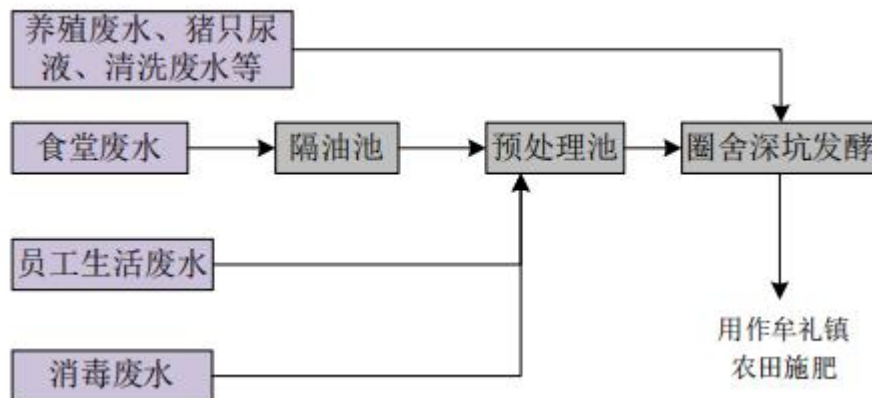 养殖废水、猪只尿
液、清洗废水等
食堂废水
隔油池
预处理池
圈舍深坑发酵
员工生活废水
消毒废水
用作牟礼镇
农田施肥